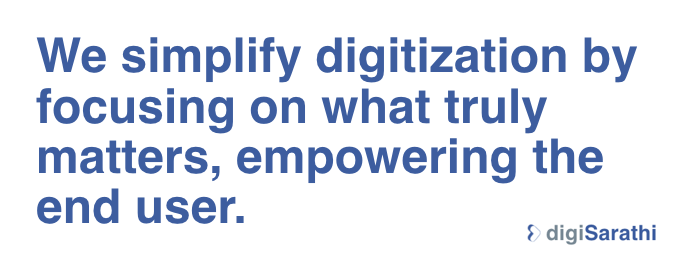 We simplify digitization by
focusing on what truly
matters, empowering the
end user.
digiSarathi